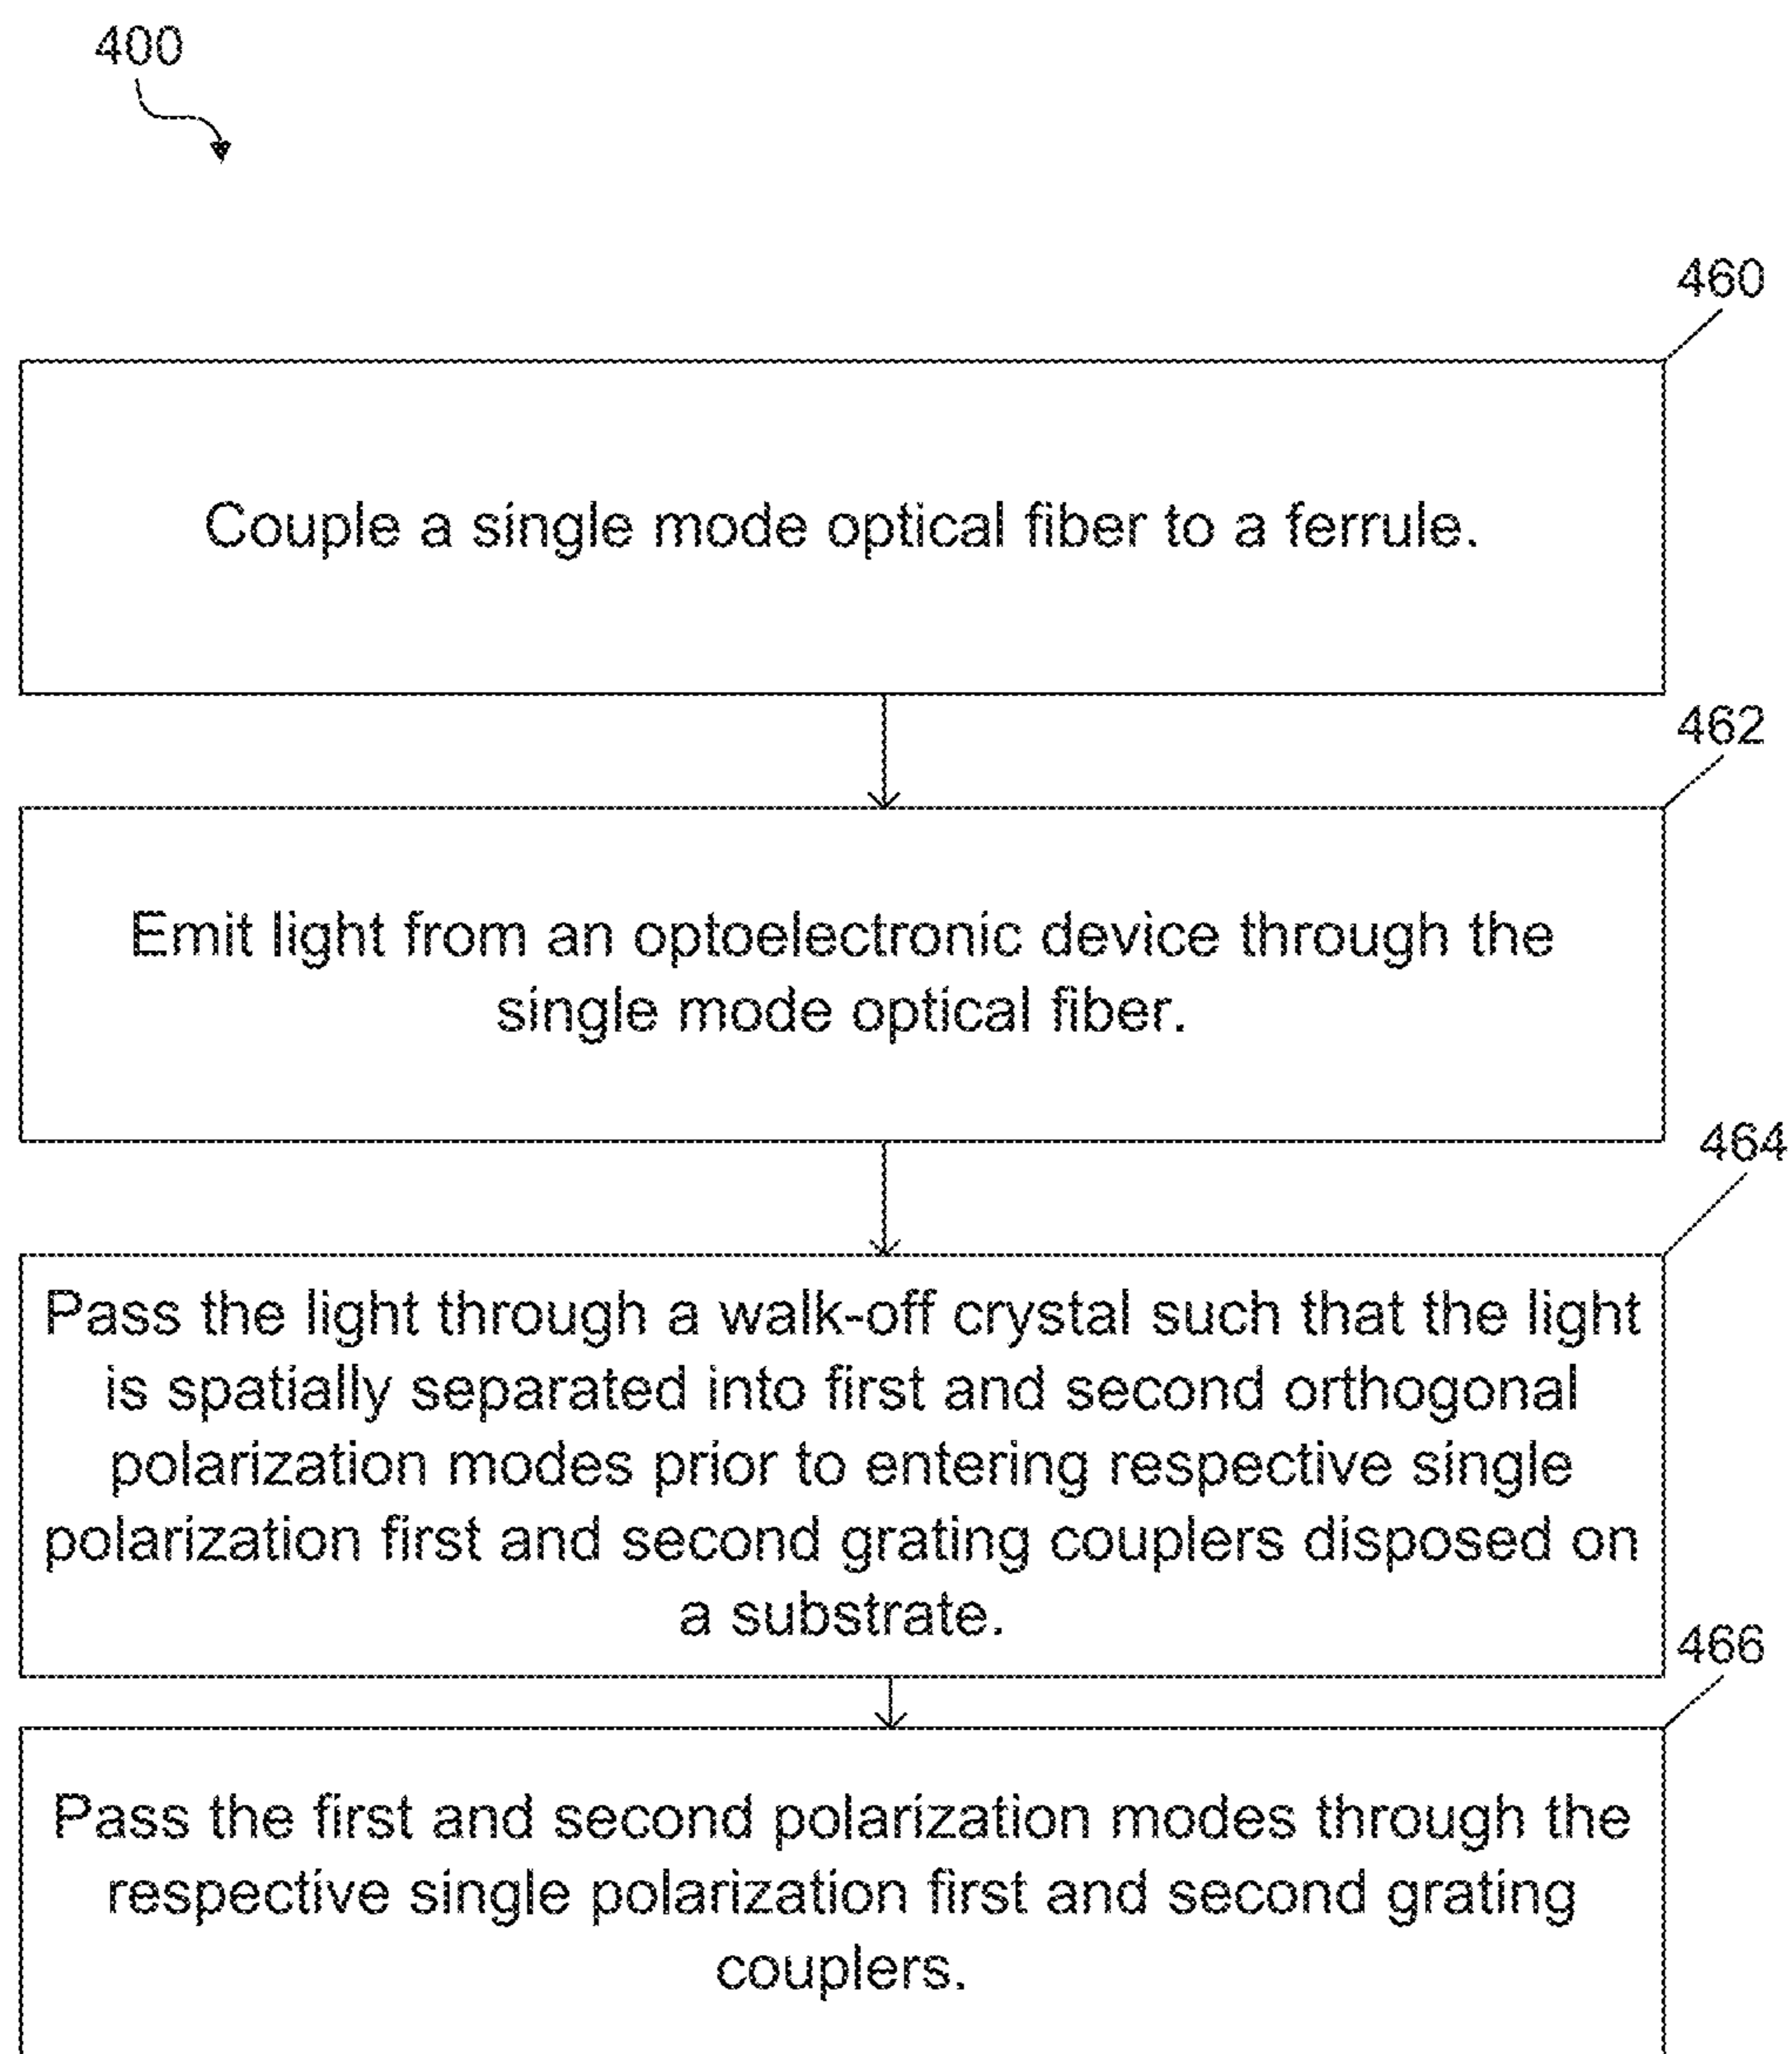 400
460
Couple a single mode optical fiber to a ferrule.
462
Emit light from an optoelectronic device through the
single mode optical fiber.
464
Pass the light through a walk-off crystal such that the light
is spatially separated into first and second orthogonal
polarization modes prior to entering respective single
polarization first and second grating couplers disposed on
a substrate.
466
Pass the first and second polarization modes through the
respective single polarization first and second grating
couplers.